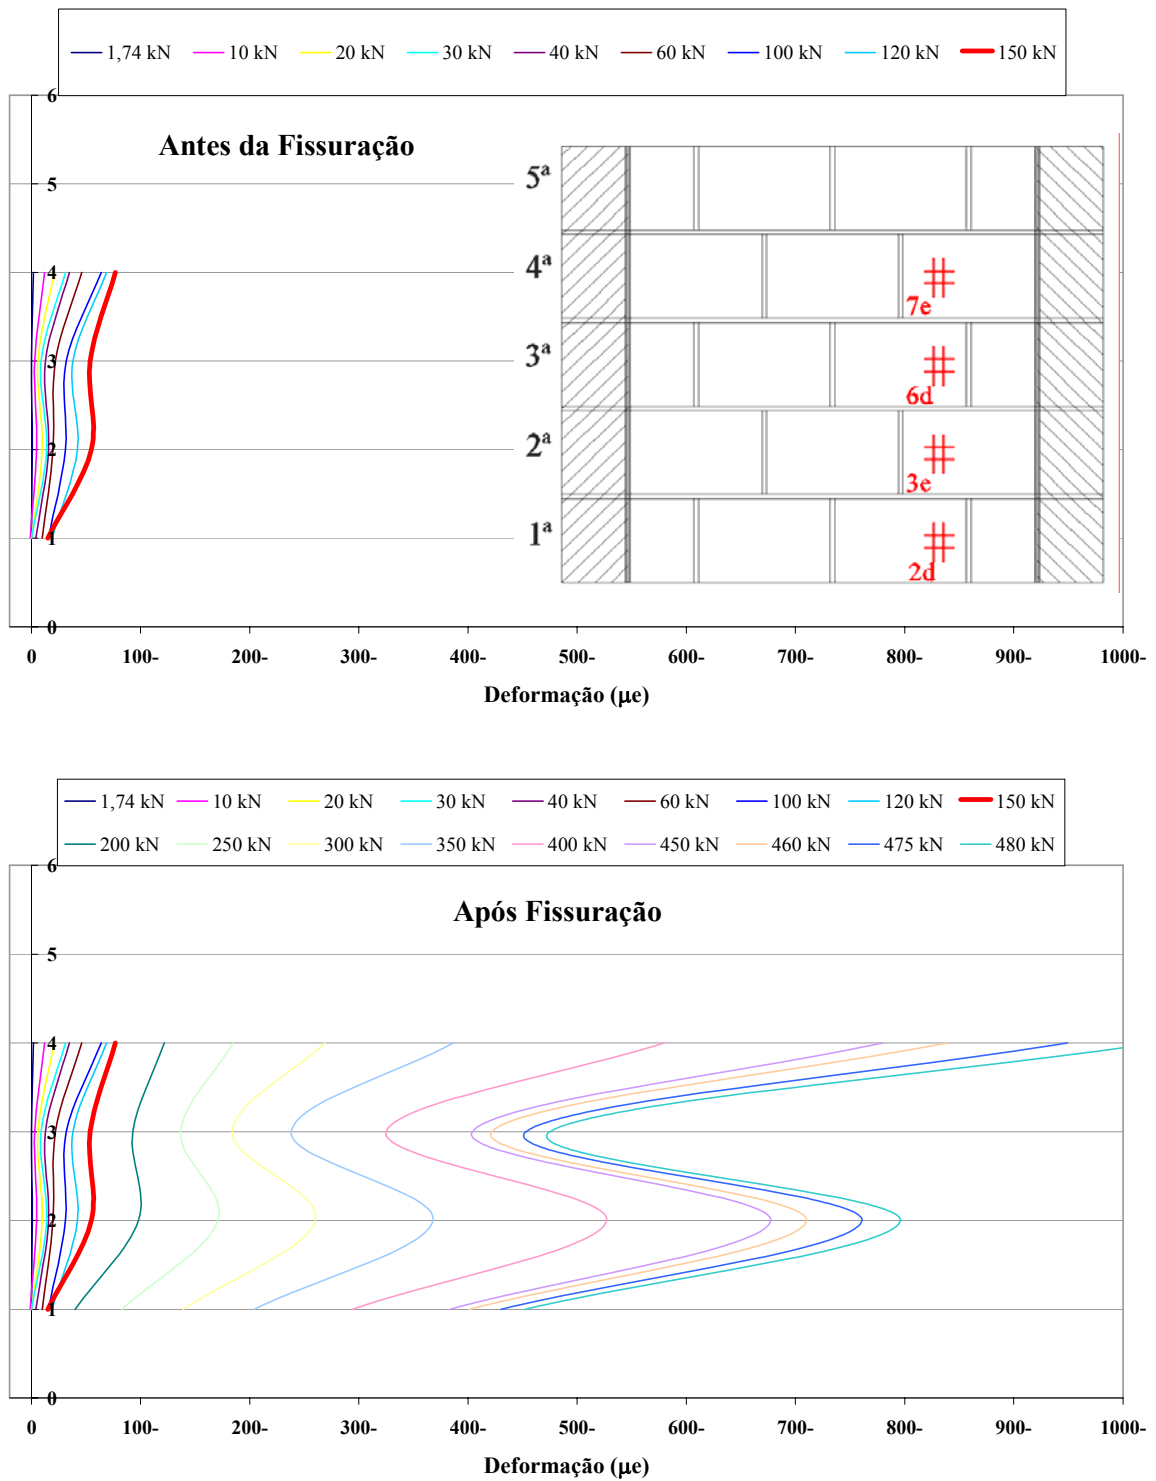 1,74 kN 10 kN 20 kN 30 kN 40 kN 60 kN 100 kN 120 kN 150 kN
6
Antes da Fissuração
5
5ª
4
4ª
7e
3
3ª
6d
2
2ª
3e
1
1ª
2d
0
0 100- 200- 300- 400- 500- 600- 700- 800- 900- 1000-
Deformação (μe)
1,74 kN 10 kN 20 kN 30 kN 40 kN 60 kN 100 kN 120 kN 150 kN
200 kN 250 kN 300 kN 350 kN 400 kN 450 kN 460 kN 475 kN 480 kN
6
Após Fissuração
5
4
3
2
1
0
0 100- 200- 300- 400- 500- 600- 700- 800- 900- 1000-
Deformação (μe)